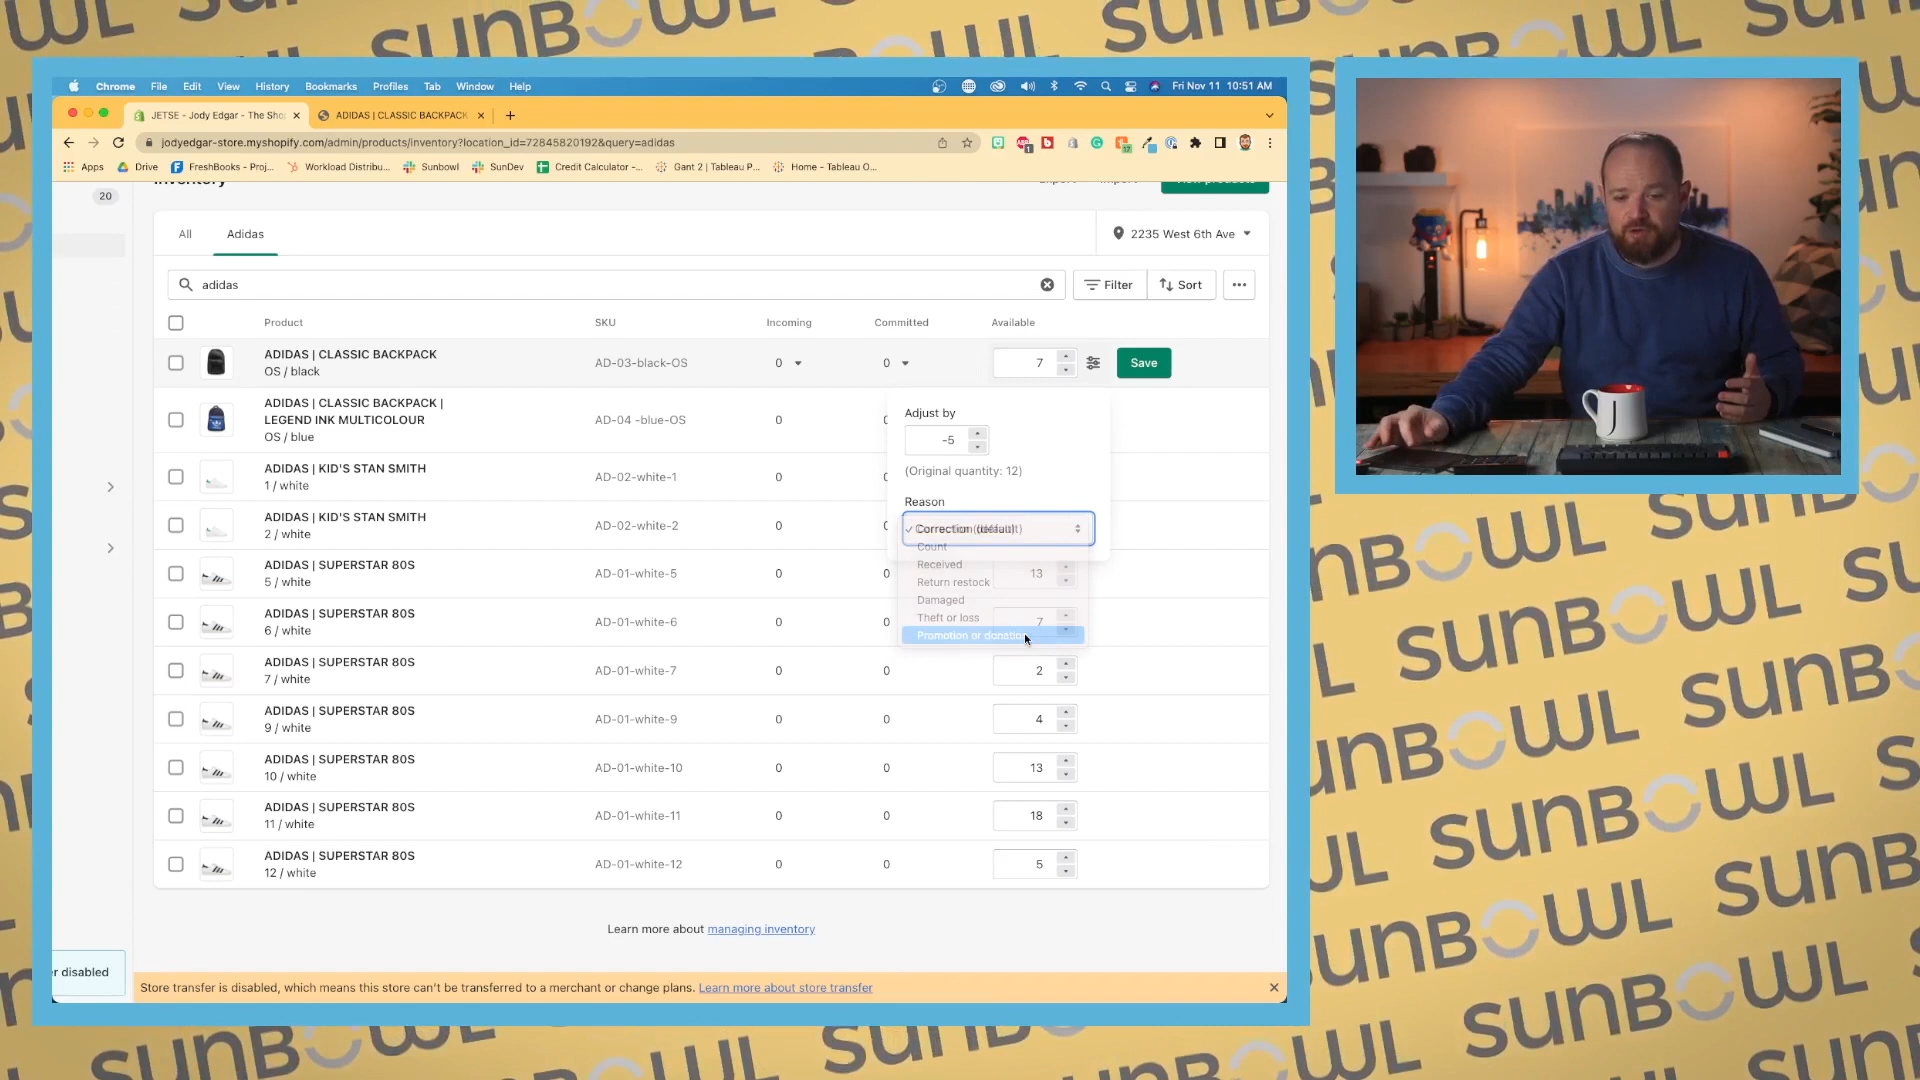 SUNBOWL
Chrome File Edit View History Bookmarks Profiles Tab Window Help
Fri Nov 11 10:51 AM
JETSE - Jody Edgar - The Sho
ADIDAS | CLASSIC BACKPACK
jodyedgar-store.myshopify.com/admin/products/inventory?location_id=72845820192&query=adidas
Apps Drive FreshBooks - Proj... Workload Distribu... Sunbowl SunDev Credit Calculator -... Gant 2 | Tableau P... Home - Tableau O...
20
Inventory
All Adidas
2235 West 6th Ave
adidas
Filter Sort
Product SKU Incoming Committed Available
ADIDAS | CLASSIC BACKPACK
OS / black
AD-03-black-OS 0 0 7 Save
ADIDAS | CLASSIC BACKPACK |
LEGEND INK MULTICOLOUR
OS / blue
AD-04 -blue-OS 0
Adjust by
-5
(Original quantity: 12)
Reason
Correction (default)
Count
Received
Return restock
Damaged
Theft or loss
Promotion or donation
ADIDAS | KID'S STAN SMITH
1 / white
AD-02-white-1 0
ADIDAS | KID'S STAN SMITH
2 / white
AD-02-white-2 0
ADIDAS | SUPERSTAR 80S
5 / white
AD-01-white-5 0 0 13
ADIDAS | SUPERSTAR 80S
6 / white
AD-01-white-6 0 0 7
ADIDAS | SUPERSTAR 80S
7 / white
AD-01-white-7 0 0 2
ADIDAS | SUPERSTAR 80S
9 / white
AD-01-white-9 0 0 4
ADIDAS | SUPERSTAR 80S
10 / white
AD-01-white-10 0 0 13
ADIDAS | SUPERSTAR 80S
11 / white
AD-01-white-11 0 0 18
ADIDAS | SUPERSTAR 80S
12 / white
AD-01-white-12 0 0 5
Learn more about managing inventory
r disabled
Store transfer is disabled, which means this store can't be transferred to a merchant or change plans. Learn more about store transfer
J